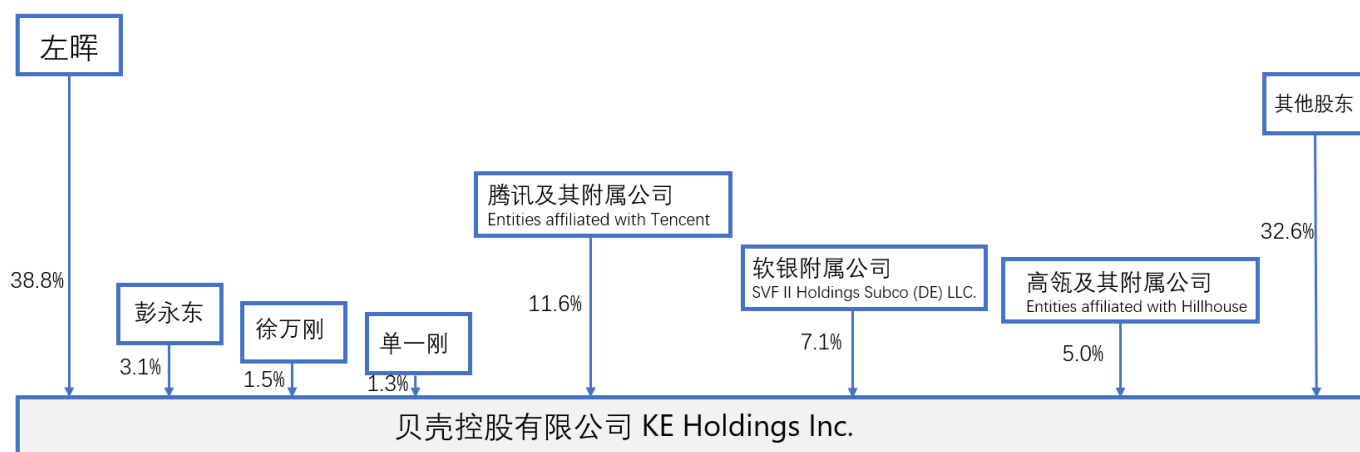 左晖
其他股东
腾讯及其附属公司
Entities affiliated with Tencent
32.6%
软银附属公司
SVF II Holdings Subco (DE) LLC.
高瓴及其附属公司
Entities affiliated with Hillhouse
38.8%
彭永东
徐万刚
单一刚
11.6%
7.1%
5.0%
3.1%
1.5%
1.3%
贝壳控股有限公司 KE Holdings Inc.